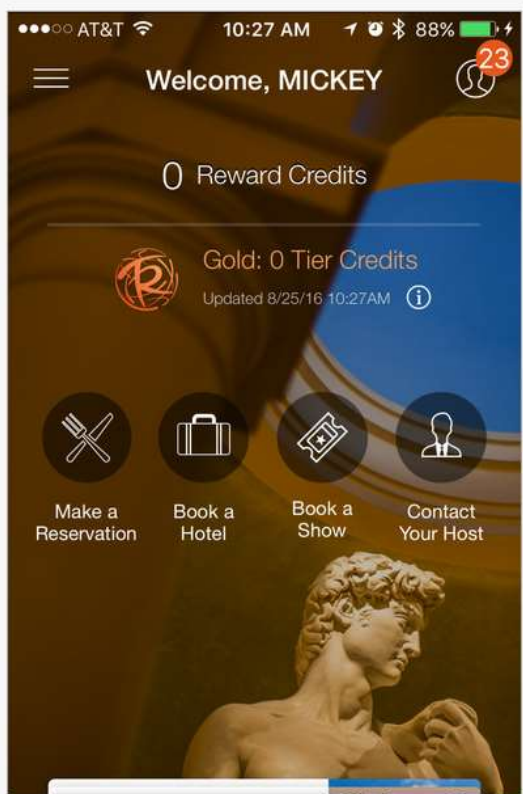 AT&T 10:27 AM 88%
23
Welcome, MICKEY
0 Reward Credits
R
Gold: 0 Tier Credits
Updated 8/25/16 10:27AM i
Make a
Reservation
Book a
Hotel
Book a
Show
Contact
Your Host